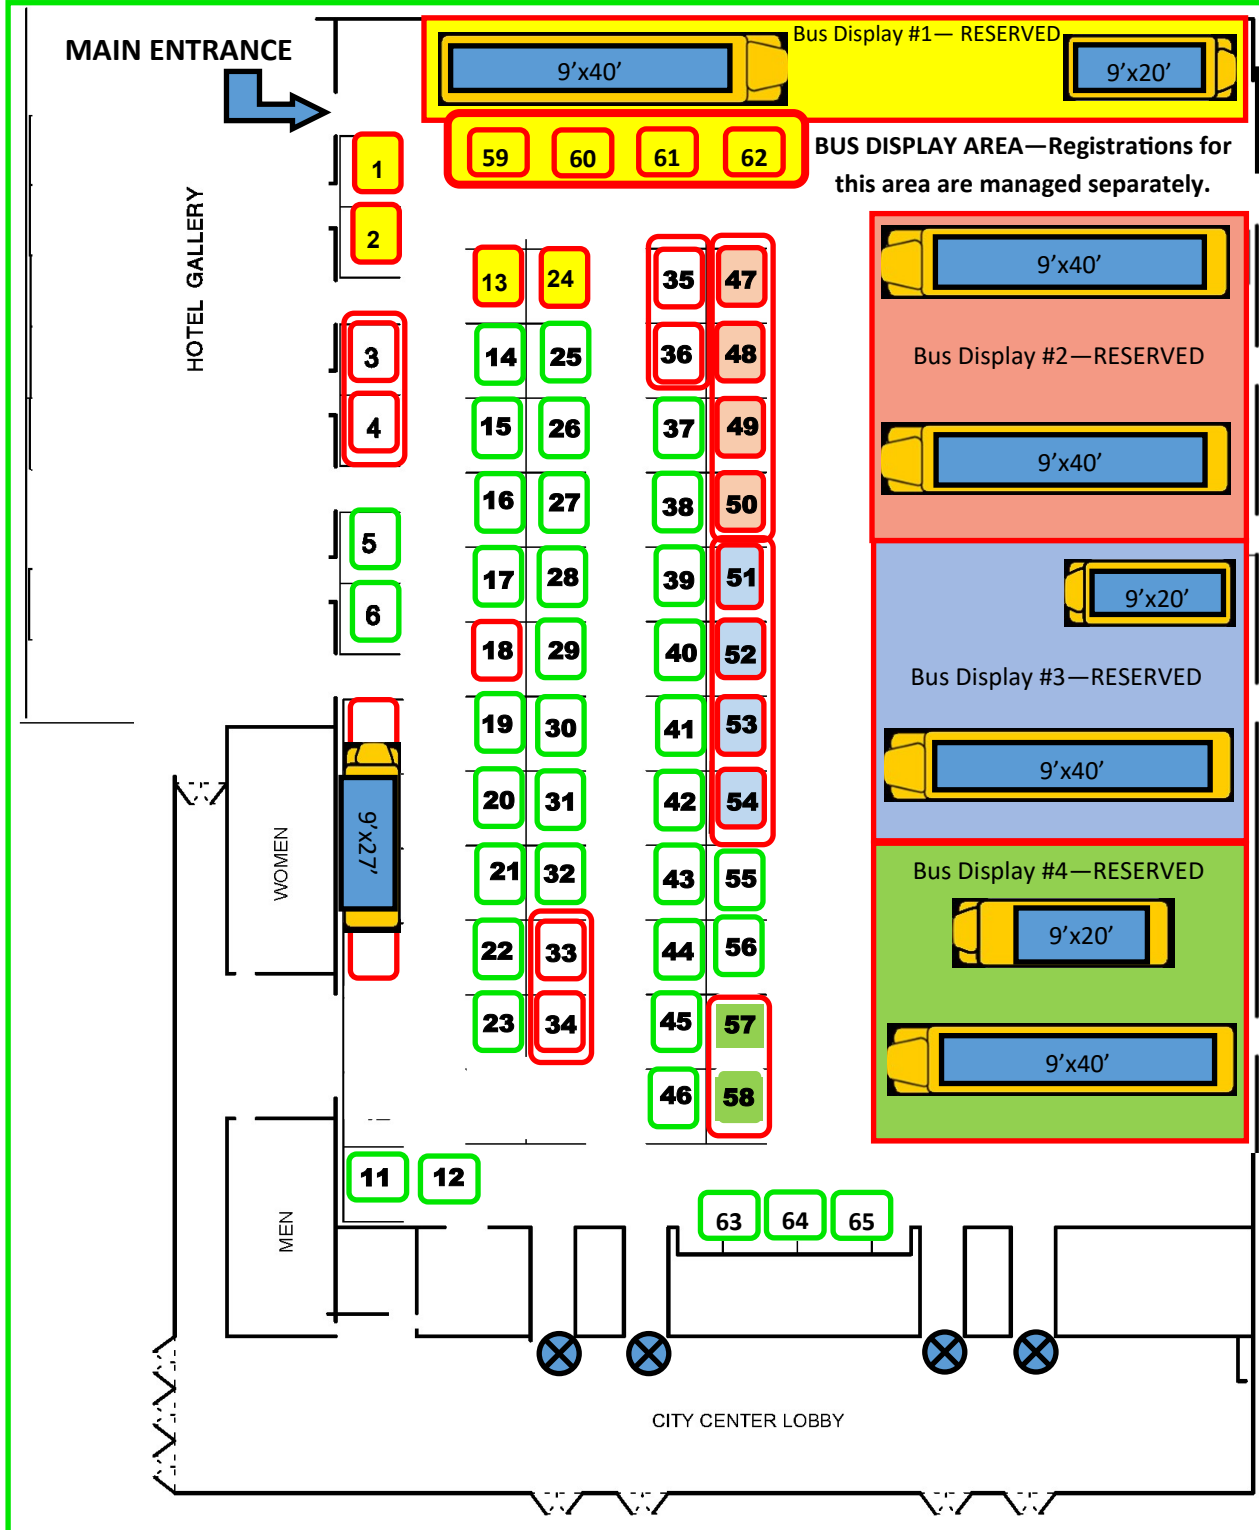 MAIN ENTRANCE
Bus Display #1— RESERVED
9’x40’
9’x20’
59 60 61 62
BUS DISPLAY AREA—Registrations for
this area are managed separately.
HOTEL GALLERY
1
2
3
4
5
6
9’x27’
WOMEN
MEN
13 24
14 25
15 26
16 27
17 28
18 29
19 30
20 31
21 32
22 33
23 34
35 47
36 48
37 49
38 50
39 51
40 52
41 53
42 54
43 55
44 56
45 57
46 58
9’x40’
Bus Display #2—RESERVED
9’x40’
9’x20’
Bus Display #3—RESERVED
9’x40’
Bus Display #4—RESERVED
9’x20’
9’x40’
11 12
63 64 65
CITY CENTER LOBBY